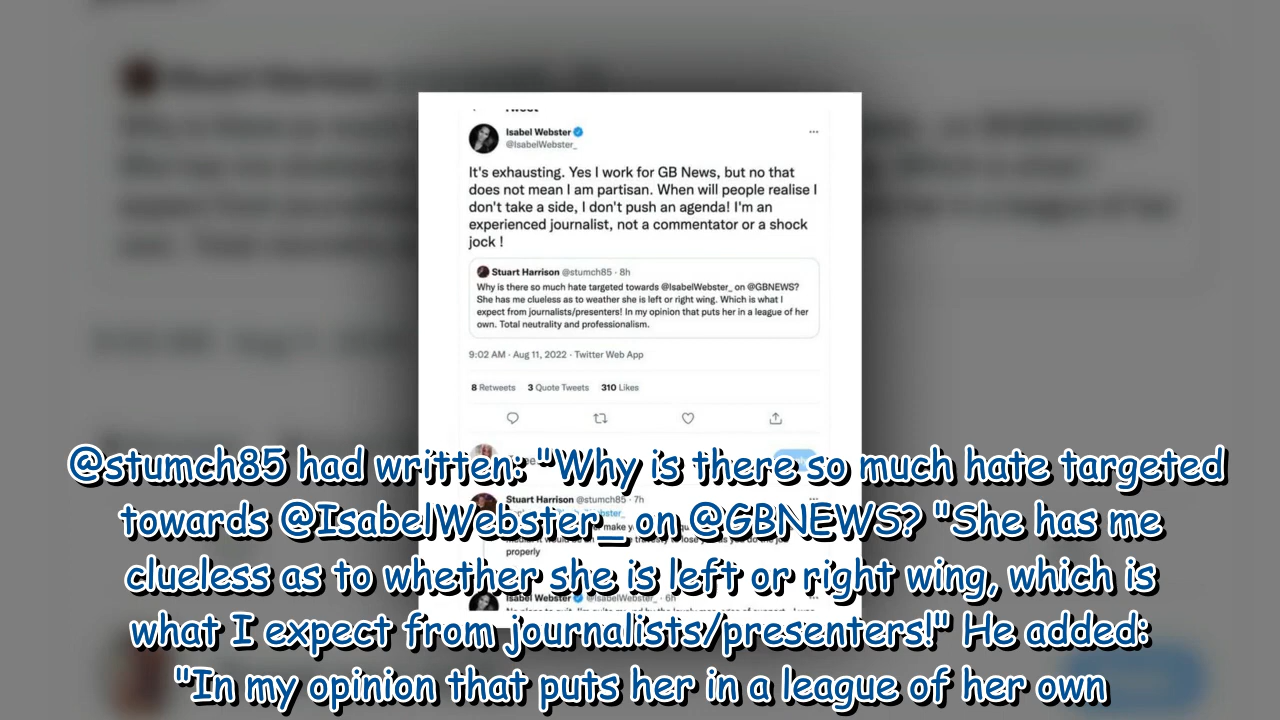 Tweet
Isabel Webster
@IsabelWebster_
It's exhausting. Yes I work for GB News, but no that
does not mean I am partisan. When will people realise I
don't take a side, I don't push an agenda! I'm an
experienced journalist, not a commentator or a shock
jock !
Stuart Harrison @stumch85 · 8h
Why is there so much hate targeted towards @IsabelWebster_ on @GBNEWS?
She has me clueless as to weather she is left or right wing. Which is what I
expect from journalists/presenters! In my opinion that puts her in a league of her
own. Total neutrality and professionalism.
9:02 AM · Aug 11, 2022 · Twitter Web App
8 Retweets 3 Quote Tweets 310 Likes
@stumch85 had written: "Why is there so much hate targeted
Stuart Harrison @stumch85 · 7h
towards @IsabelWebster_ on @GBNEWS? "She has me
properly
clueless as to whether she is left or right wing, which is
Isabel Webster @IsabelWebster_ · 6h
what I expect from journalists/presenters!" He added:
"In my opinion that puts her in a league of her own